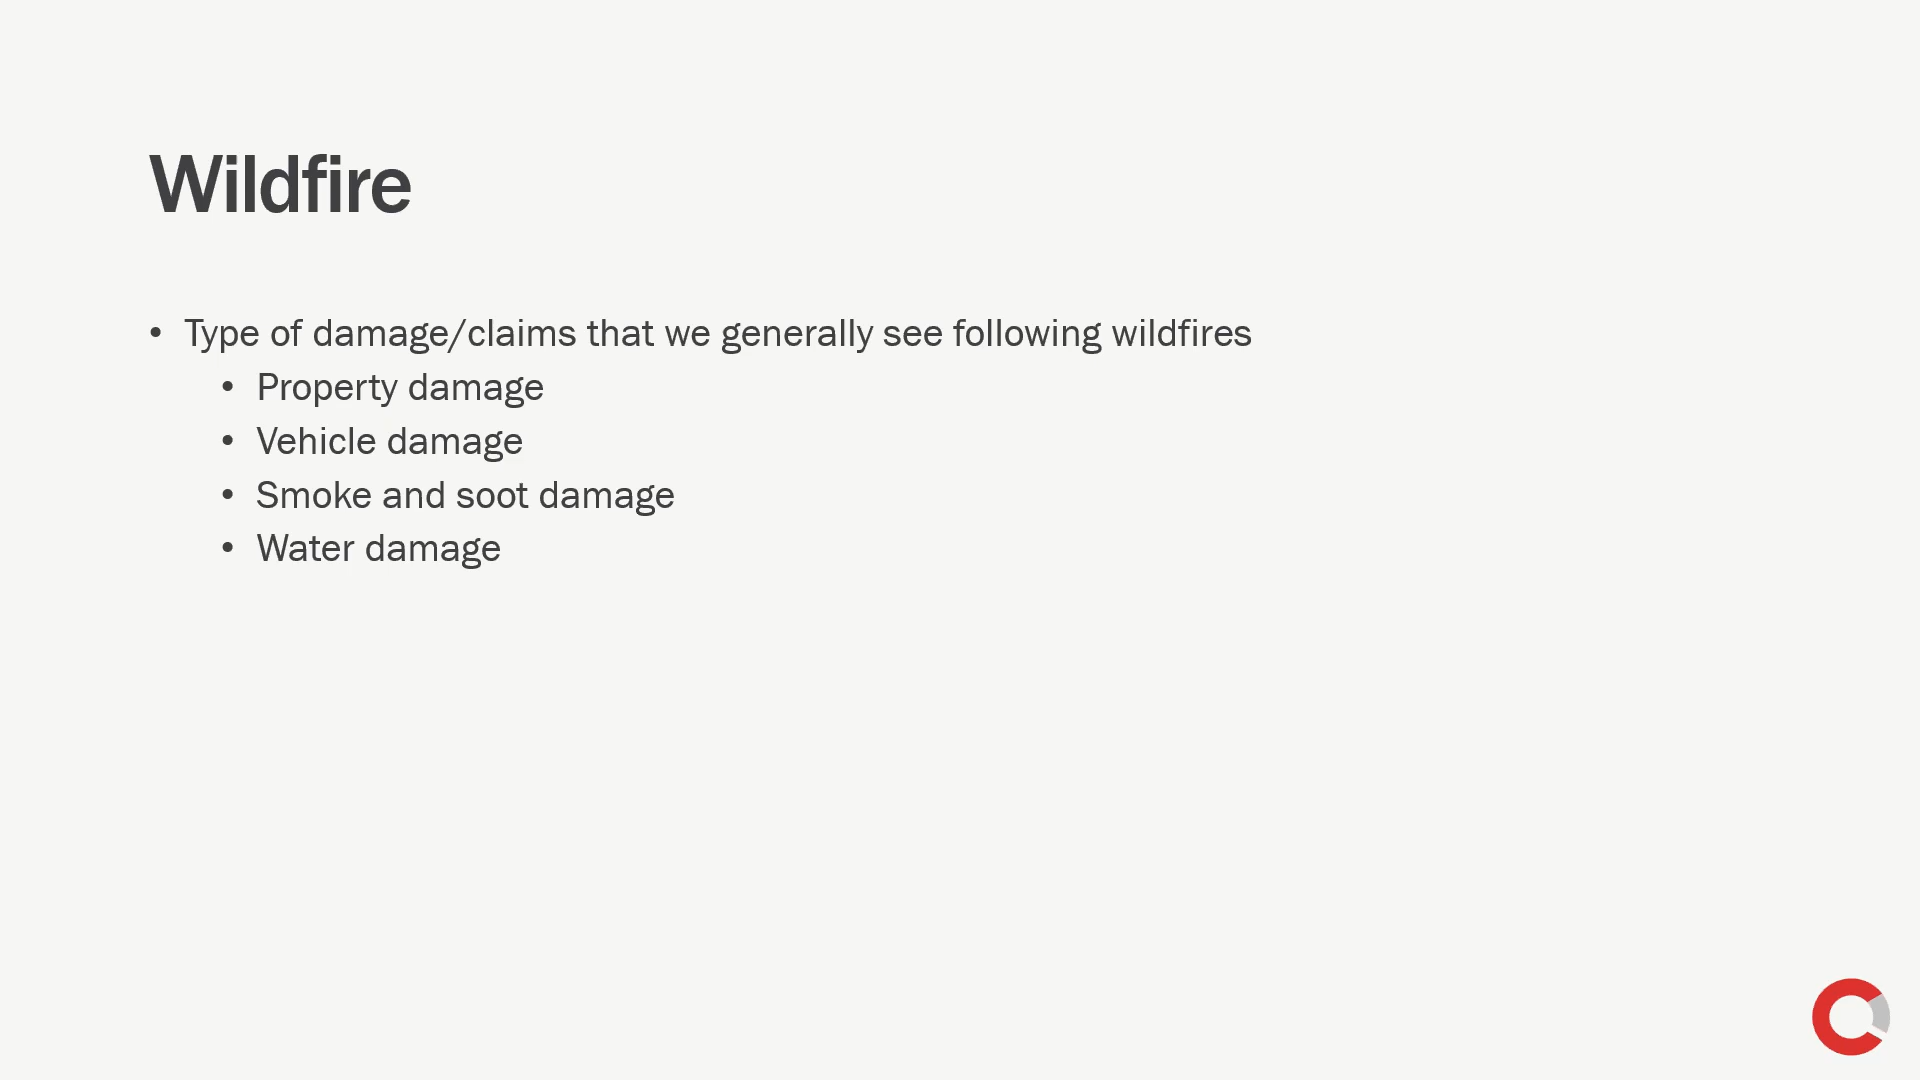 Wildfire
• Type of damage/claims that we generally see following wildfires
• Property damage
• Vehicle damage
• Smoke and soot damage
• Water damage